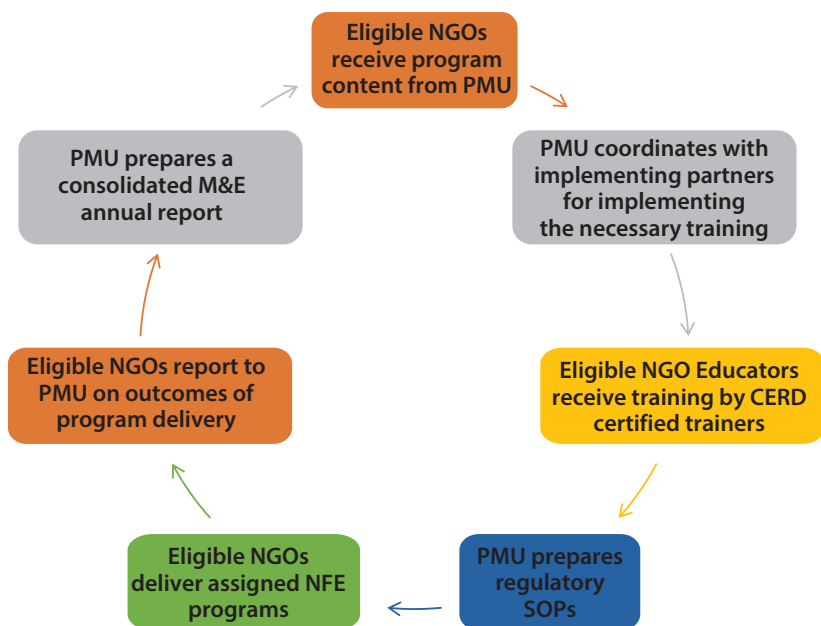 Eligible NGOs
receive program
content from PMU
PMU coordinates with
implementing partners
for implementing
the necessary training
Eligible NGO Educators
receive training by CERD
certified trainers
PMU prepares
regulatory
SOPs
Eligible NGOs
deliver assigned NFE
programs
Eligible NGOs report to
PMU on outcomes of
program delivery
PMU prepares a
consolidated M&E
annual report